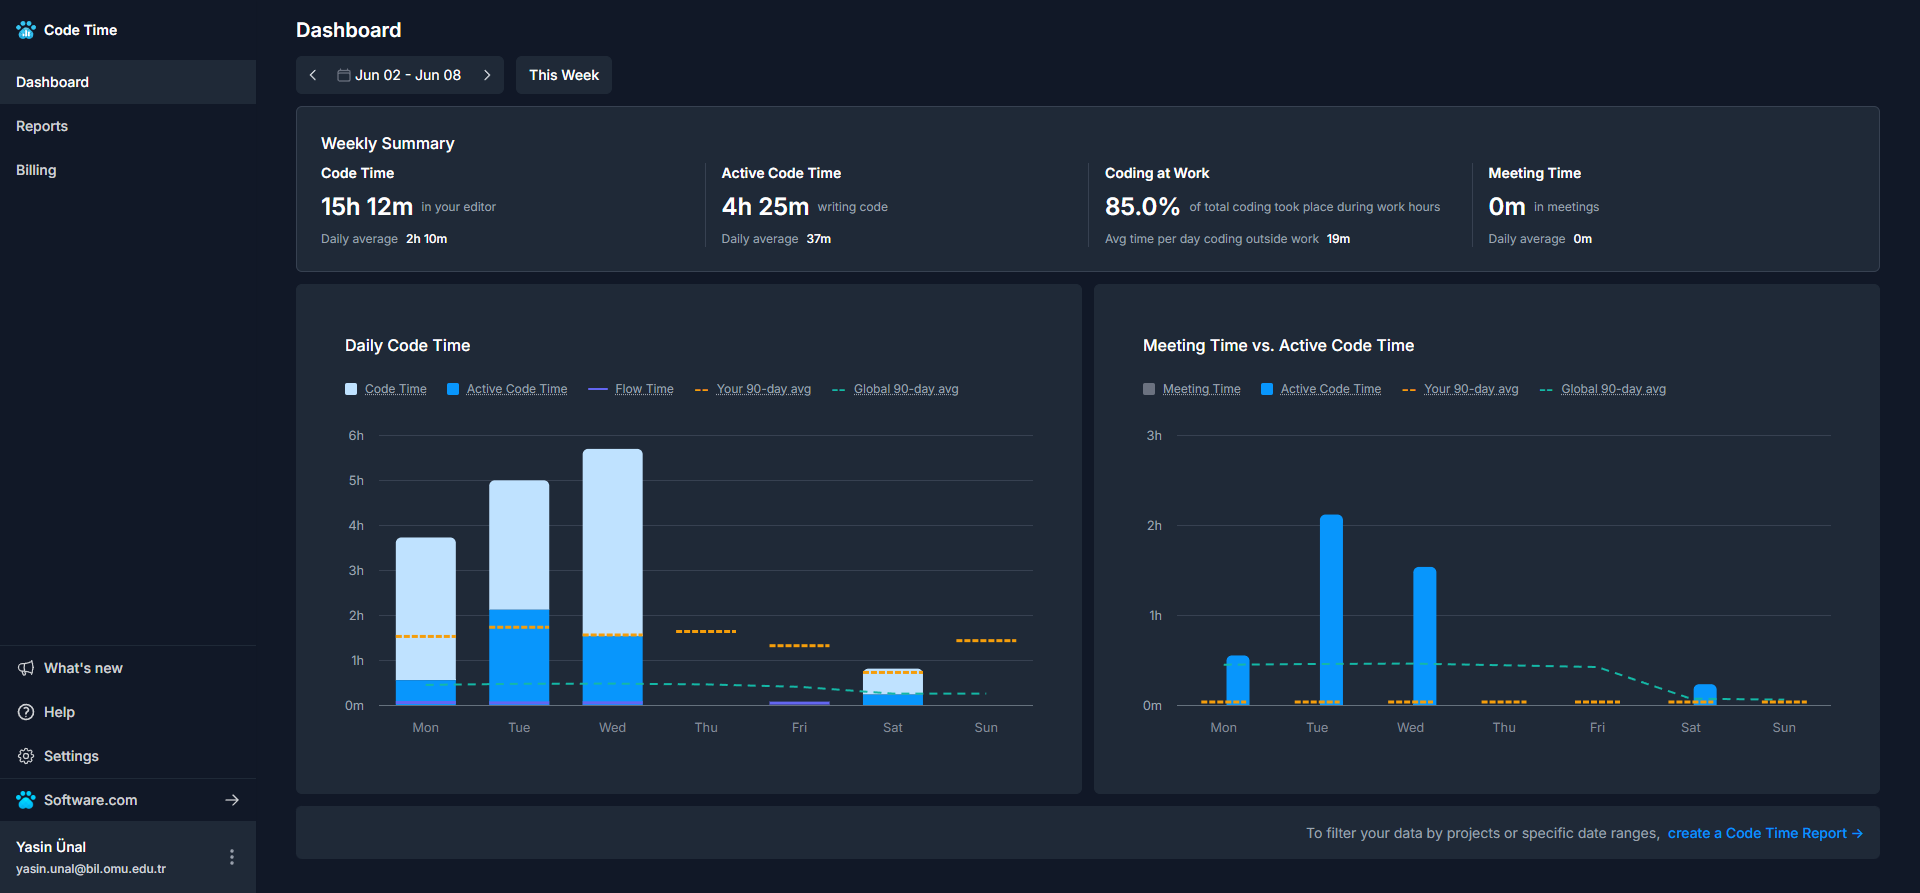 Code Time
Dashboard
Reports
Billing
What's new
Help
Settings
Software.com
Yasin Ünal
yasin.unal@bil.omu.edu.tr
Dashboard
Jun 02 - Jun 08
This Week
Weekly Summary
Code Time
15h 12m in your editor
Daily average 2h 10m
Active Code Time
4h 25m writing code
Daily average 37m
Coding at Work
85.0% of total coding took place during work hours
Avg time per day coding outside work 19m
Meeting Time
0m in meetings
Daily average 0m
Daily Code Time
Code Time Active Code Time Flow Time Your 90-day avg Global 90-day avg
6h
5h
4h
3h
2h
1h
0m
Mon Tue Wed Thu Fri Sat Sun
Meeting Time vs. Active Code Time
Meeting Time Active Code Time Your 90-day avg Global 90-day avg
3h
2h
1h
0m
Mon Tue Wed Thu Fri Sat Sun
To filter your data by projects or specific date ranges, create a Code Time Report →